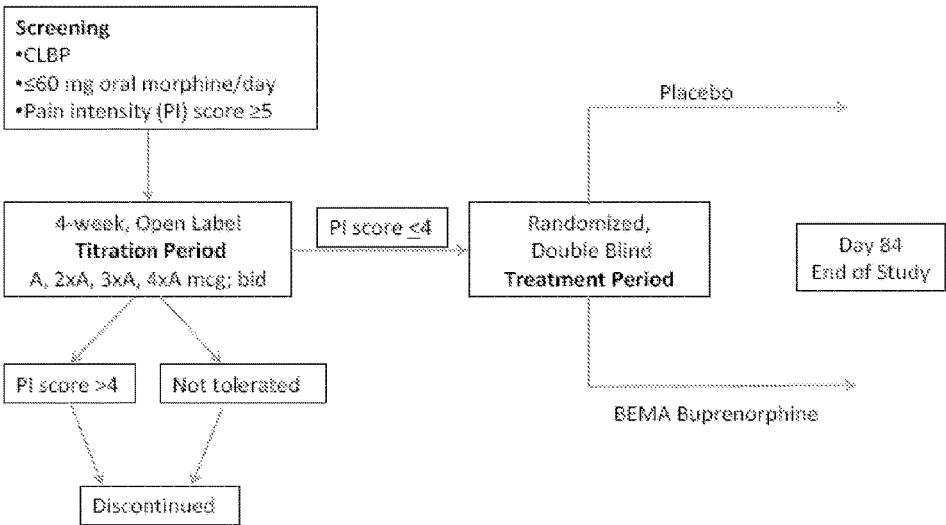 Screening
•CLBP
•≤60 mg oral morphine/day
•Pain intensity (PI) score ≥5
4-week, Open Label
Titration Period
A, 2xA, 3xA, 4xA mcg; bid
PI score ≤4
Randomized,
Double Blind
Treatment Period
Placebo
BEMA Buprenorphine
Day 84
End of Study
PI score >4
Not tolerated
Discontinued